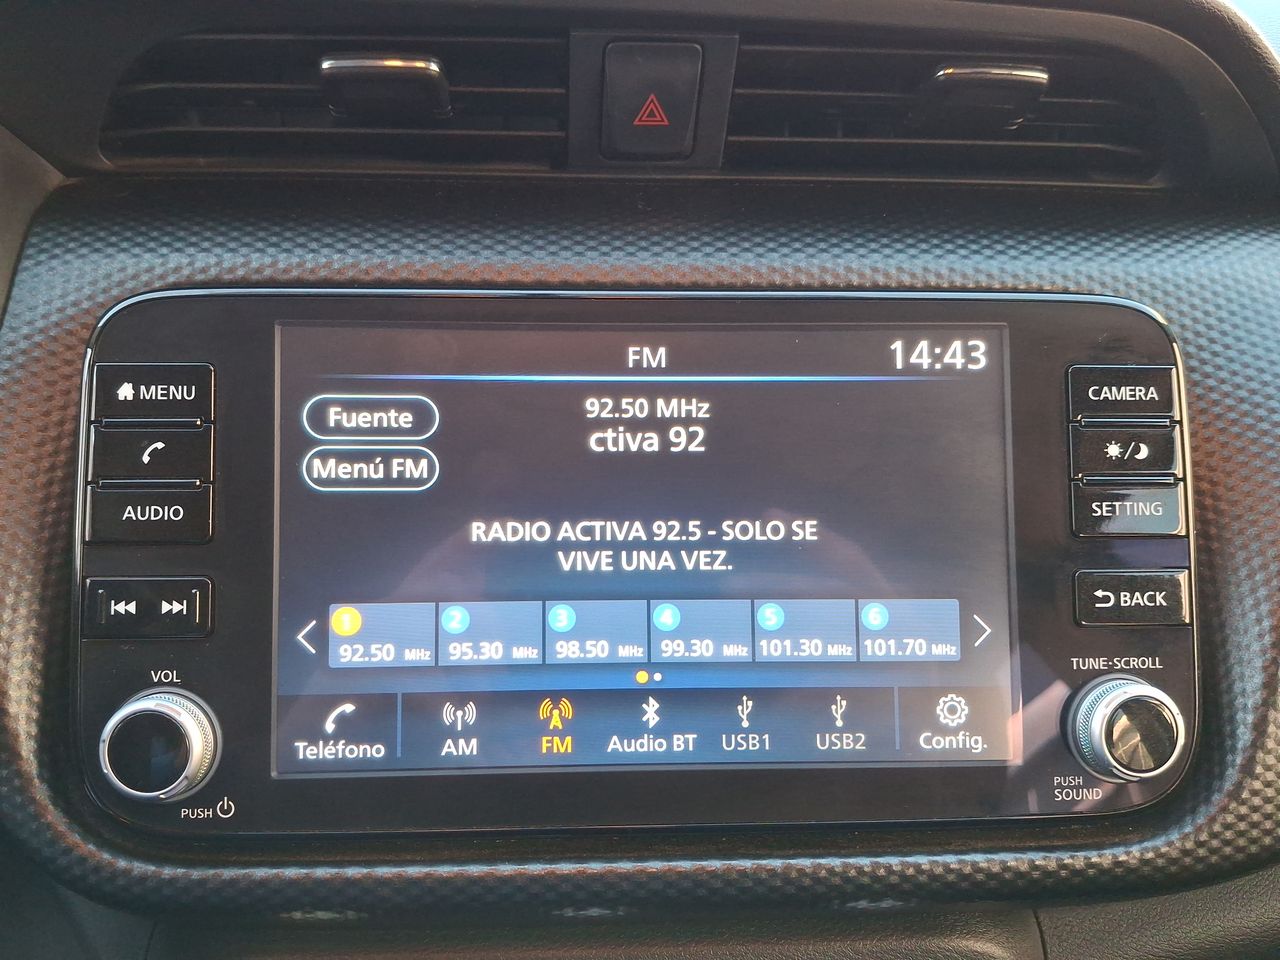 FM
14:43
MENU
AUDIO
VOL
PUSH
Fuente
Menú FM
92.50 MHz
ctiva 92
RADIO ACTIVA 92.5 - SOLO SE
VIVE UNA VEZ.
1 2 3 4 5 6
92.50 MHz 95.30 MHz 98.50 MHz 99.30 MHz 101.30 MHz 101.70 MHz
Teléfono AM FM Audio BT USB1 USB2 Config.
CAMERA
SETTING
BACK
TUNE-SCROLL
PUSH
SOUND